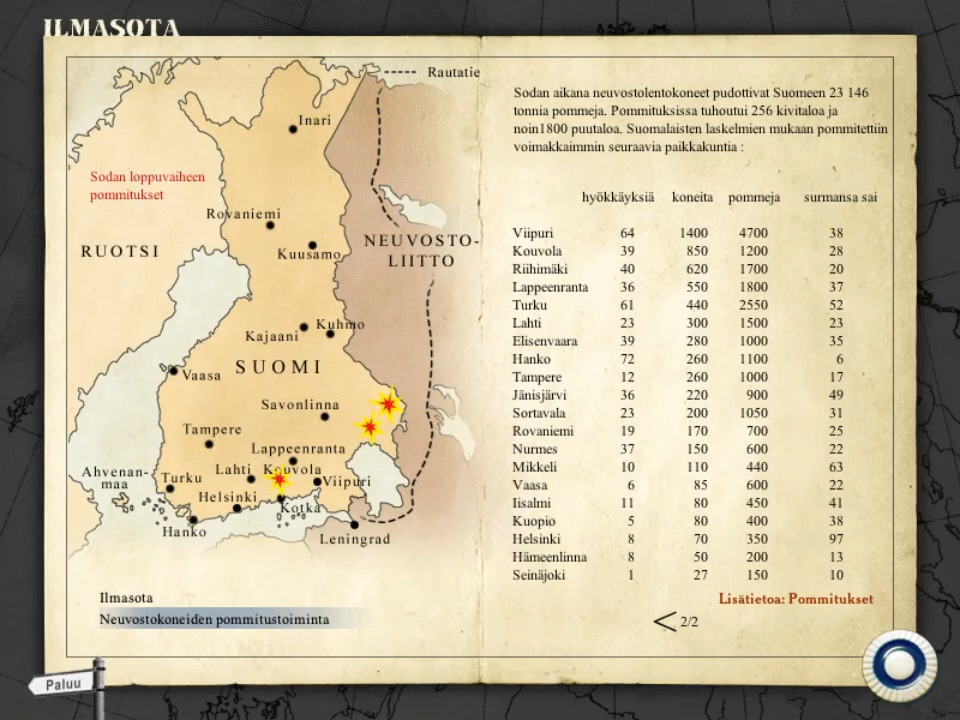 ILMASOTA
Rautatie
Inari
Sodan loppuvaiheen
pommitukset
Rovaniemi
RUOTSI
Kuusamo
NEUVOSTO-
LIITTO
Kajaani
Kuhmo
SUOMI
Vaasa
Savonlinna
Tampere
Lappeenranta
Ahvenan-
maa
Turku
Lahti
Kouvola
Viipuri
Helsinki
Kotka
Hanko
Leningrad
Ilmasota
Neuvostokoneiden pommitustoiminta
Paluu
Sodan aikana neuvostolentokoneet pudottivat Suomeen 23 146
tonnia pommeja. Pommituksissa tuhoutui 256 kivitaloa ja
noin1800 puutaloa. Suomalaisten laskelmien mukaan pommitettiin
voimakkaimmin seuraavia paikkakuntia :
hyökkäyksiä koneita pommeja surmansa sai
Viipuri 64 1400 4700 38
Kouvola 39 850 1200 28
Riihimäki 40 620 1700 20
Lappeenranta 36 550 1800 37
Turku 61 440 2550 52
Lahti 23 300 1500 23
Elisenvaara 39 280 1000 35
Hanko 72 260 1100 6
Tampere 12 260 1000 17
Jänisjärvi 36 220 900 49
Sortavala 23 200 1050 31
Rovaniemi 19 170 700 25
Nurmes 37 150 600 22
Mikkeli 10 110 440 63
Vaasa 6 85 600 22
Iisalmi 11 80 450 41
Kuopio 5 80 400 38
Helsinki 8 70 350 97
Hämeenlinna 8 50 200 13
Seinäjoki 1 27 150 10
Lisätietoa: Pommitukset
2/2